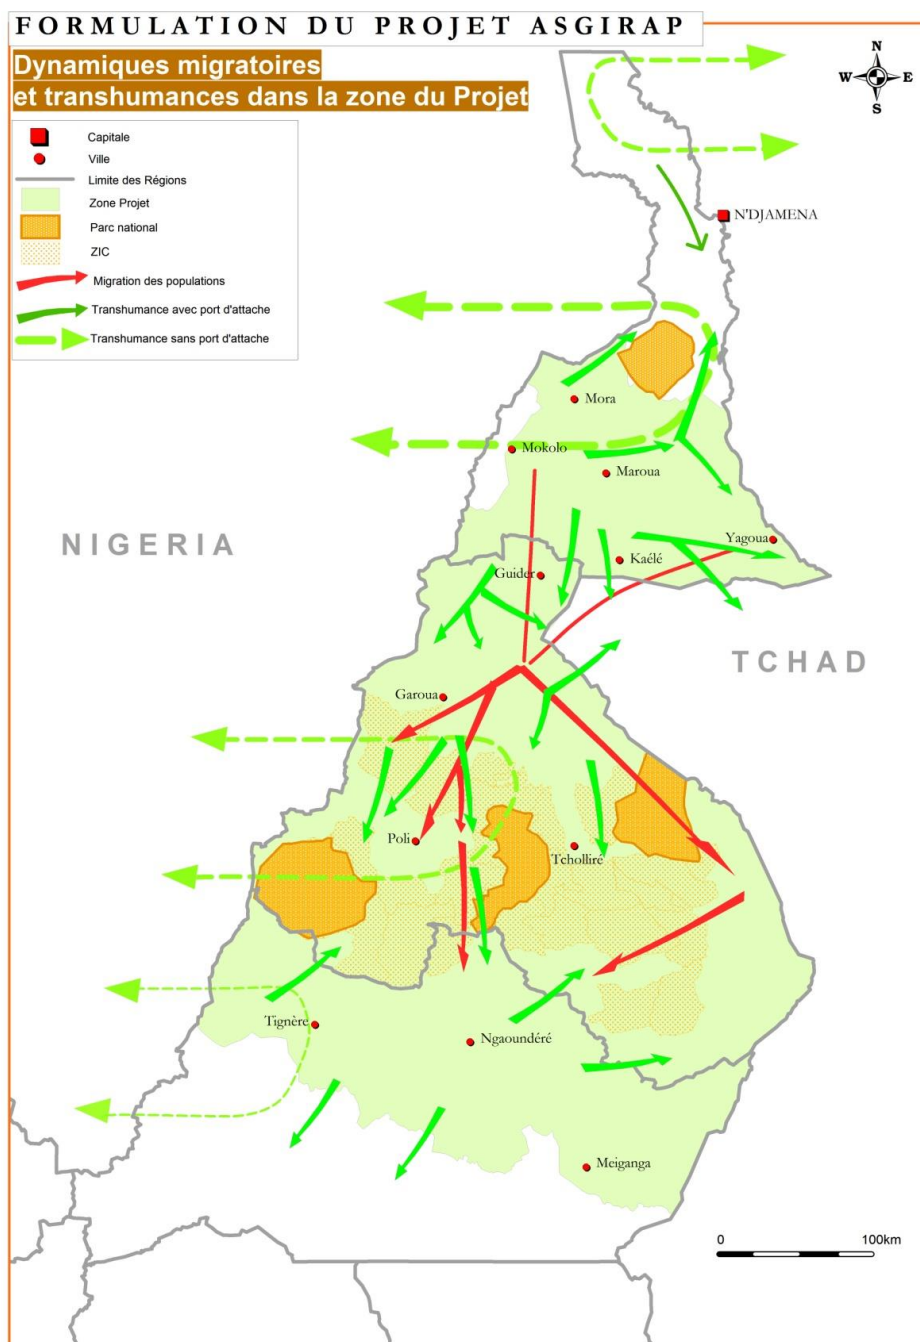 FORMULATION DU PROJET ASGIRAP
Dynamiques migratoires
et transhumances dans la zone du Projet
N
W E
S
Capitale
Ville
Limite des Régions
Zone Projet
Parc national
ZIC
Migration des populations
Transhumance avec port d'attache
Transhumance sans port d'attache
N'DJAMENA
Mora
Mokolo
Maroua
NIGERIA
Yagoua
Kaélé
Guider
TCHAD
Garoua
Poli
Tcholliré
Tignère
Ngaoundéré
Meiganga
0 100km